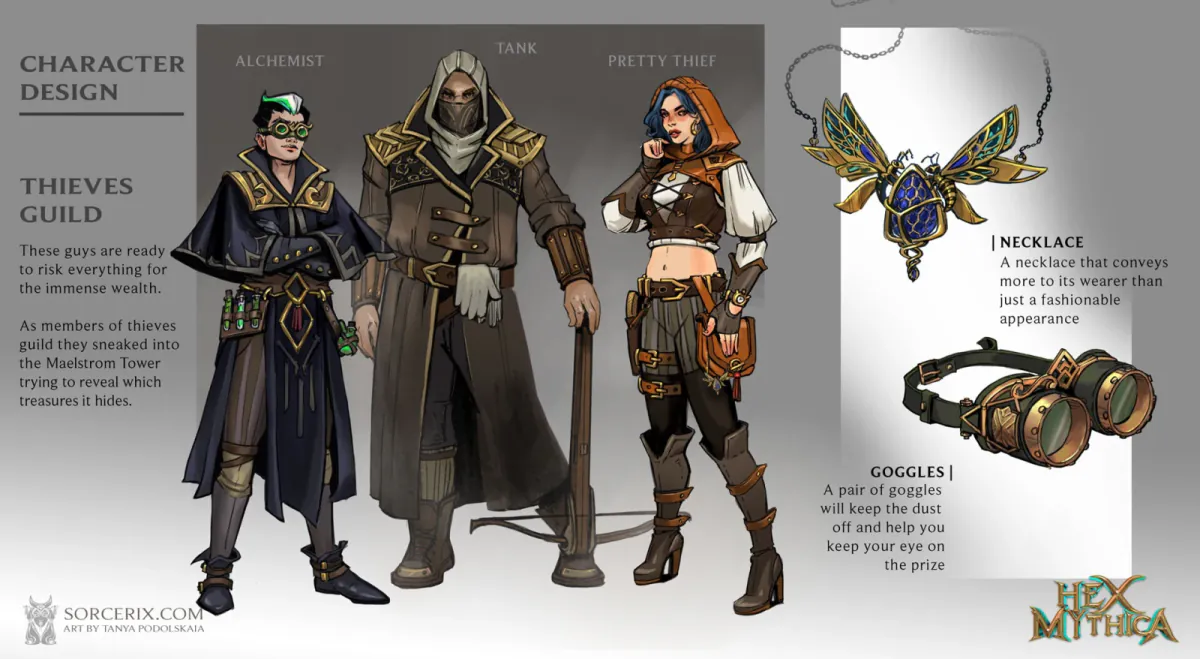 CHARACTER
DESIGN
THIEVES
GUILD
These guys are ready
to risk everything for
the immense wealth.
As members of thieves
guild they sneaked into
the Maelstrom Tower
trying to reveal which
treasures it hides.
ALCHEMIST
TANK
PRETTY THIEF
|NECKLACE
A necklace that conveys
more to its wearer than
just a fashionable
appearance
GOGGLES|
A pair of goggles
will keep the dust
off and help you
keep your eye on
the prize
SORCERIX.COM
ART BY TANYA PODOLSKAIA
HEX
MYTHICA